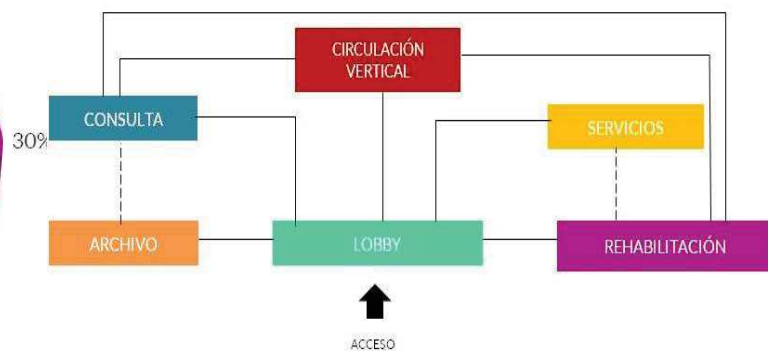 CIRCULACIÓN
VERTICAL
CONSULTA
SERVICIOS
30%
ARCHIVO
LOBBY
REHABILITACIÓN
ACCESO